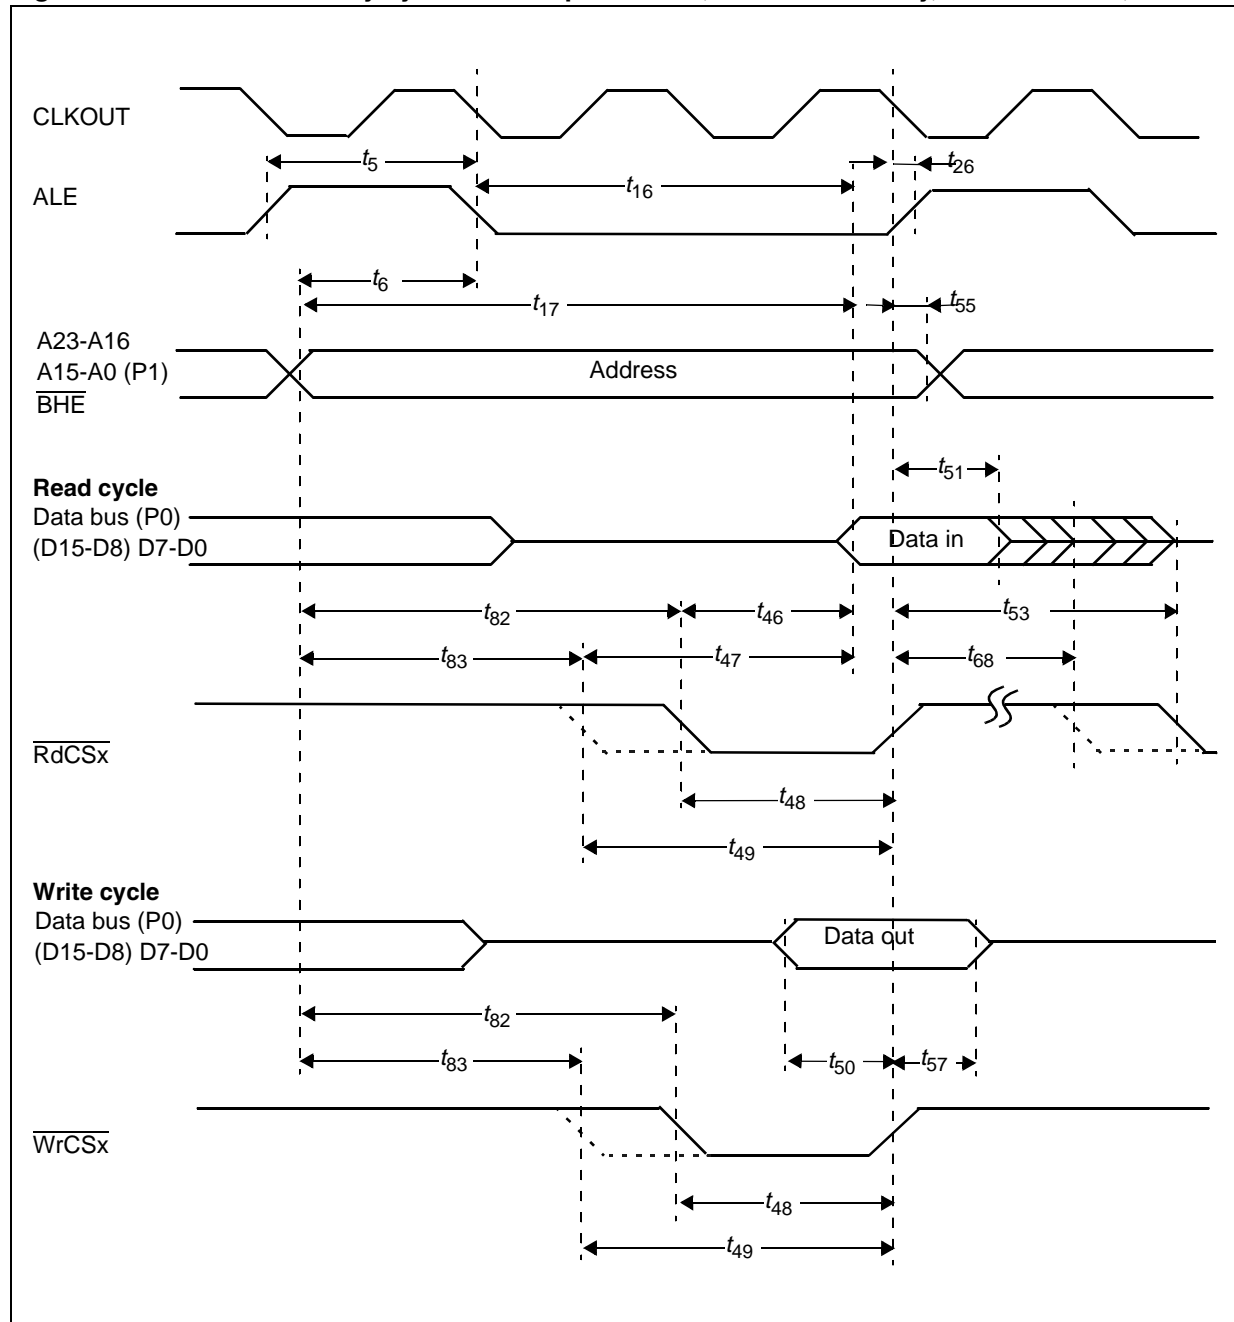 CLKOUT
t5
t26
ALE
t16
t6
t17
t55
A23-A16
A15-A0 (P1)
Address
BHE
t51
Read cycle
Data bus (P0)
(D15-D8) D7-D0
Data in
t82
t46
t53
t83
t47
t68
RdCSx
t48
t49
Write cycle
Data bus (P0)
(D15-D8) D7-D0
Data out
t82
t83
t50
t57
WrCSx
t48
t49